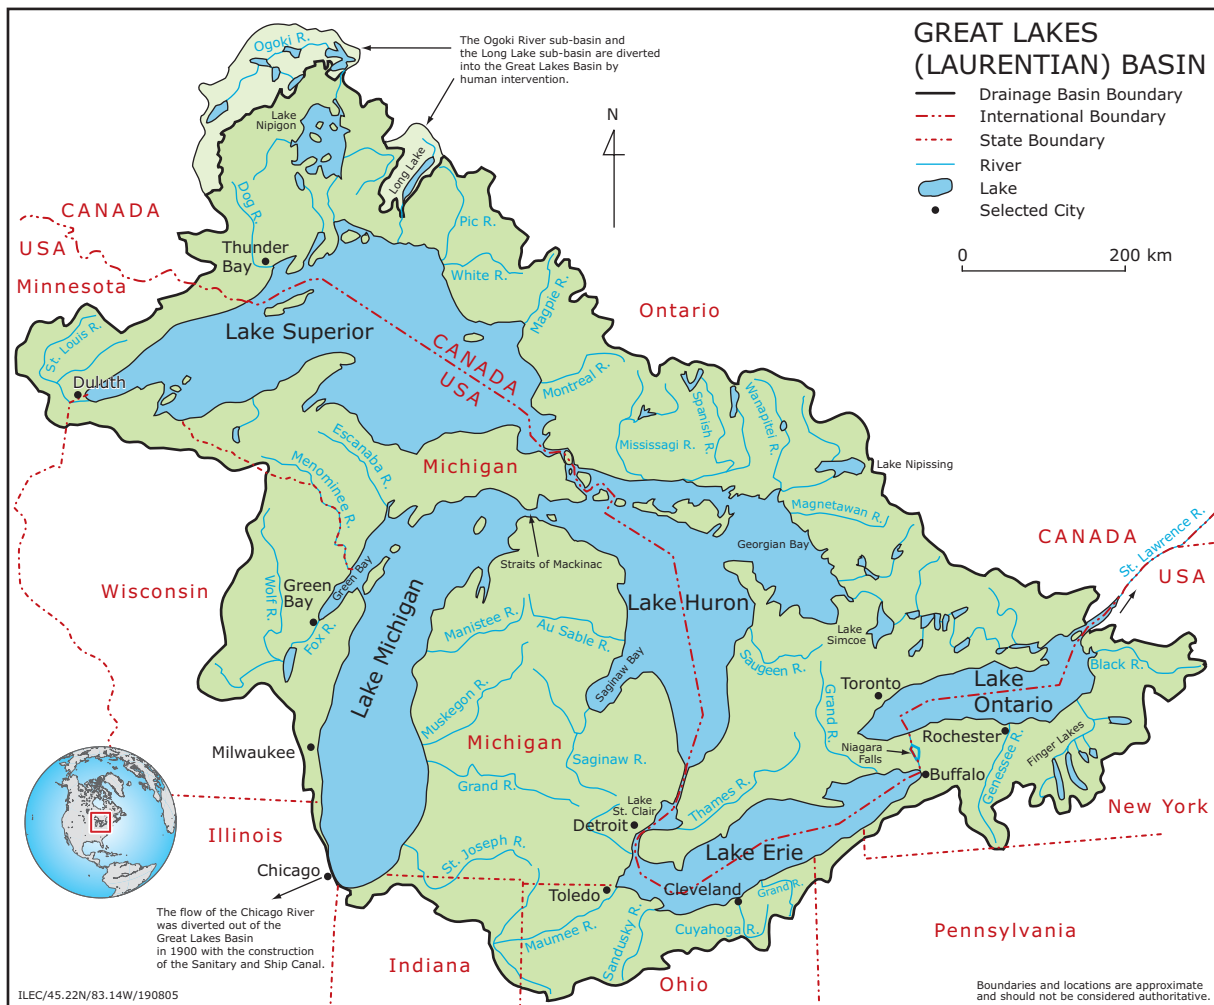 GREAT LAKES
(LAURENTIAN) BASIN
Drainage Basin Boundary
International Boundary
State Boundary
River
Lake
Selected City
0
200 km
N
The Ogoki River sub-basin and
the Long Lake sub-basin are diverted
into the Great Lakes Basin by
human intervention.
Ogoki R.
Lake
Nipigon
Long Lake
Dog R.
Pic R.
CANADA
USA
Minnesota
Thunder
Bay
White R.
Magpie R.
Ontario
Lake Superior
CANADA
USA
St. Louis R.
Duluth
Montreal R.
Spanish R.
Wanapitei R.
Mississagi R.
Escanaba R.
Menominee R.
Michigan
Lake Nipissing
Magnetawan R.
CANADA
St. Lawrence R.
USA
Georgian Bay
Straits of Mackinac
Wisconsin
Wolf R.
Green
Bay
Green Bay
Fox R.
Lake Michigan
Manistee R.
Au Sable R.
Lake Huron
Lake
Simcoe
Saginaw Bay
Saugeen R.
Grand R.
Toronto
Lake
Ontario
Black R.
Muskegon R.
Michigan
Saginaw R.
Milwaukee
Niagara
Falls
Rochester
Genessee R.
Finger Lakes
Buffalo
Grand R.
Lake
St. Clair
Thames R.
Detroit
New York
Illinois
St. Joseph R.
Lake Erie
Chicago
Toledo
Cleveland
Grand R.
The flow of the Chicago River
was diverted out of the
Great Lakes Basin
in 1900 with the construction
of the Sanitary and Ship Canal.
Maumee R.
Sandusky R.
Cuyahoga R.
Pennsylvania
Indiana
Ohio
ILEC/45.22N/83.14W/190805
Boundaries and locations are approximate
and should not be considered authoritative.